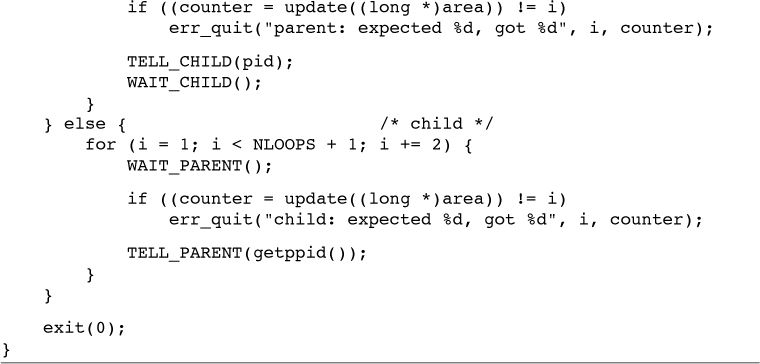 if ((counter = update((long *)area)) != i)
                err_quit("parent: expected %d, got %d", i, counter);

            TELL_CHILD(pid);
            WAIT_CHILD();
        }
    } else {                         /* child */
        for (i = 1; i < NLOOPS + 1; i += 2) {
            WAIT_PARENT();

            if ((counter = update((long *)area)) != i)
                err_quit("child: expected %d, got %d", i, counter);

            TELL_PARENT(getppid());
        }
    }

    exit(0);
}